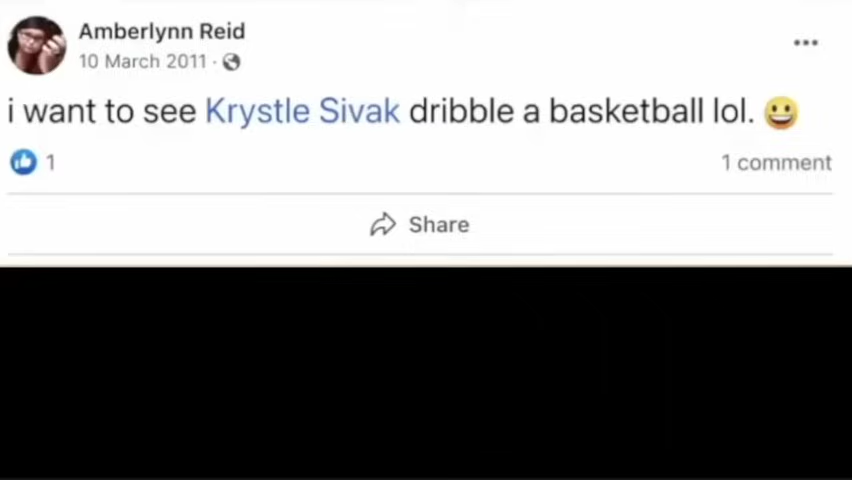 Amberlynn Reid
10 March 2011 ·
i want to see Krystle Sivak dribble a basketball lol. 😀
1
1 comment
Share